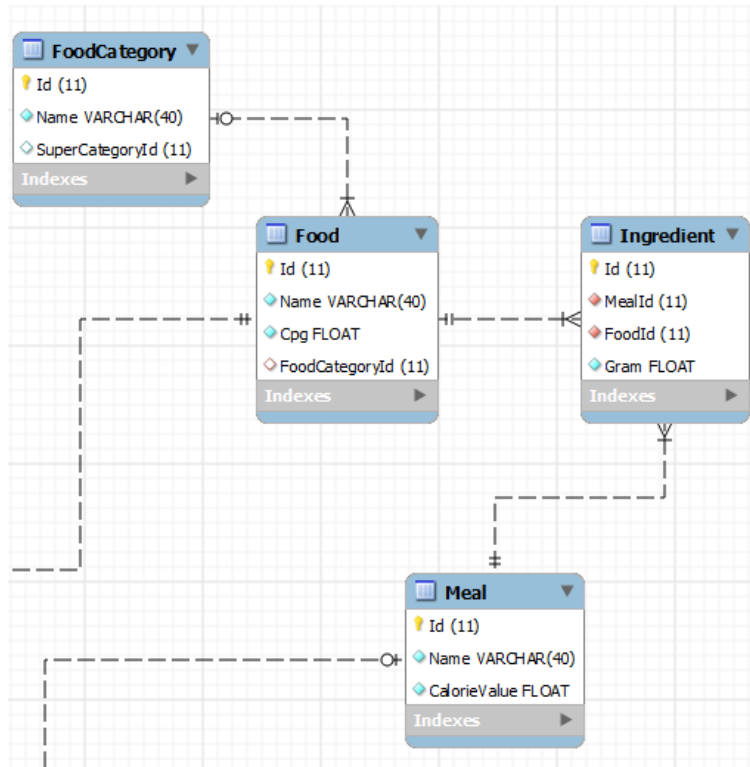 FoodCategory
Id (11)
Name VARCHAR(40)
SuperCategoryId (11)
Indexes
Food
Id (11)
Name VARCHAR(40)
Cpg FLOAT
FoodCategoryId (11)
Indexes
Ingredient
Id (11)
MealId (11)
FoodId (11)
Gram FLOAT
Indexes
Meal
Id (11)
Name VARCHAR(40)
CalorieValue FLOAT
Indexes